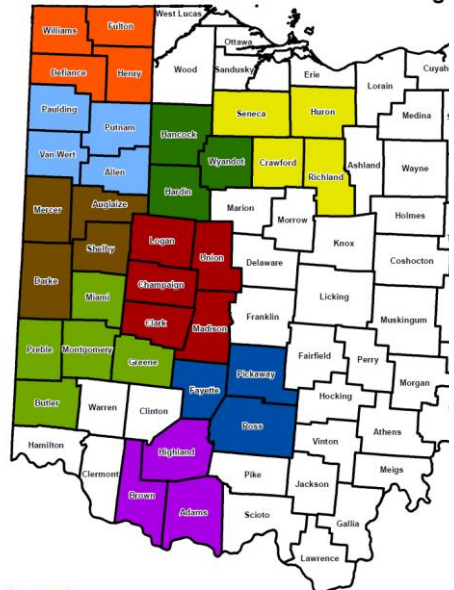 West Lucas
Williams
Fulton
Ottawa
Cuyah
Defiance
Henry
Wood
Sandusky
Erie
Lorain
Paulding
Putnam
Hancock
Seneca
Huron
Medina
Van Wert
Allen
Wyandot
Crawford
Richland
Ashland
Wayne
Mercer
Auglaize
Hardin
Marion
Morrow
Holmes
Logan
Union
Knox
Shelby
Delaware
Coshocton
Darke
Miami
Champaign
Licking
Clark
Madison
Franklin
Muskingum
Preble
Montgomery
Greene
Fayette
Pickaway
Fairfield
Perry
Morgan
Butler
Warren
Clinton
Ross
Hocking
Athens
Hamilton
Highland
Vinton
Clermont
Pike
Meigs
Brown
Adams
Jackson
Scioto
Gallia
Lawrence